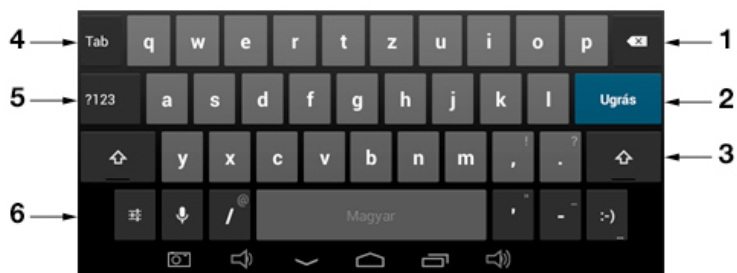 4 Tab q w e r t z u i o p 1
5 ?123 a s d f g h j k l Ugrás 2
y x c v b n m , ! . ? 3
6 / @ Magyar ' " - _ :-)